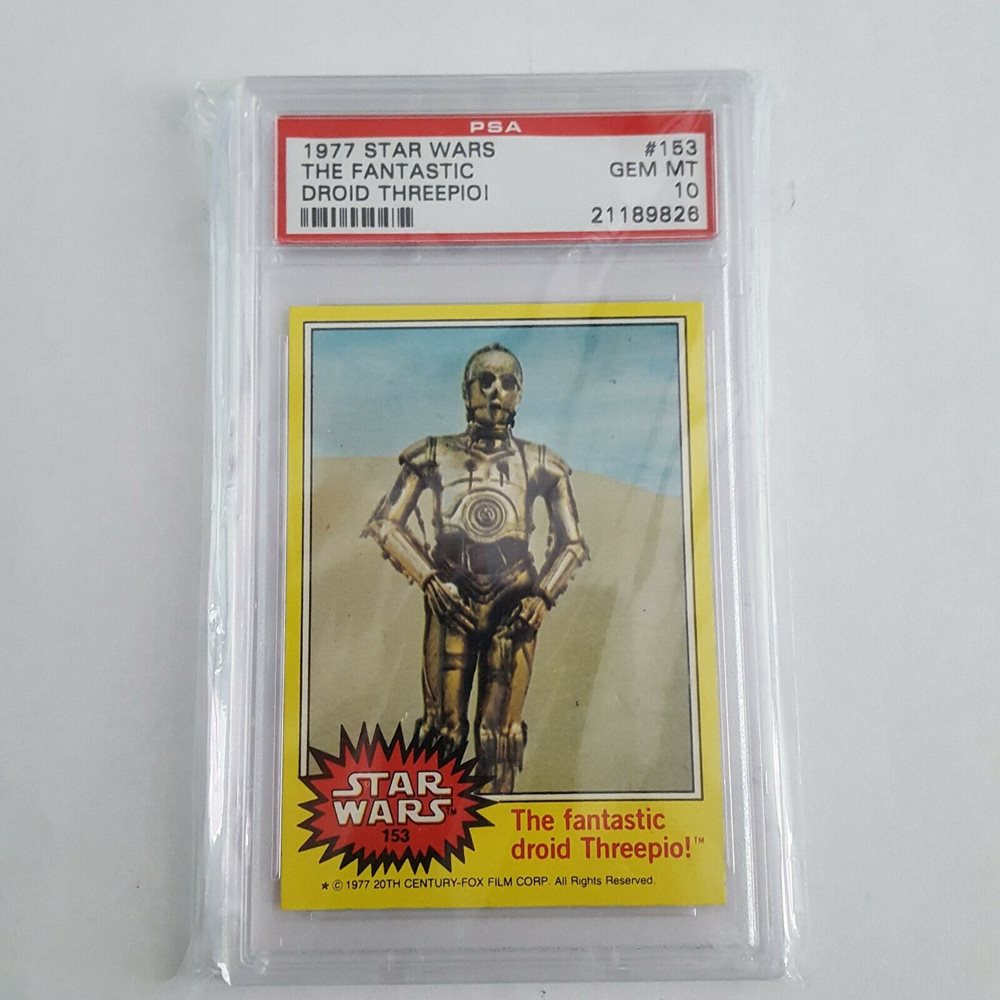 PSA
1977 STAR WARS #153
THE FANTASTIC GEM MT
DROID THREEPIO! 10
21189826
STAR
WARS™
153
The fantastic
droid Threepio!™
* © 1977 20TH CENTURY-FOX FILM CORP. All Rights Reserved.